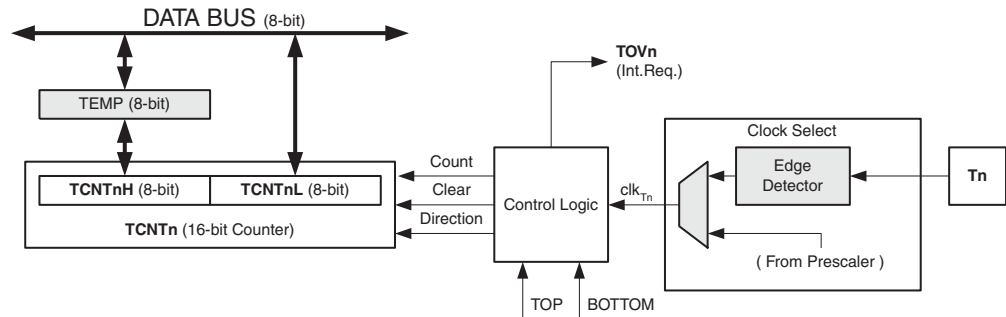 DATA BUS (8-bit)
TOVn
(Int.Req.)
TEMP (8-bit)
Clock Select
Count
Edge
Detector
Tn
TCNTnH (8-bit) TCNTnL (8-bit)
Clear
Control Logic
clkTn
TCNTn (16-bit Counter)
Direction
( From Prescaler )
TOP
BOTTOM